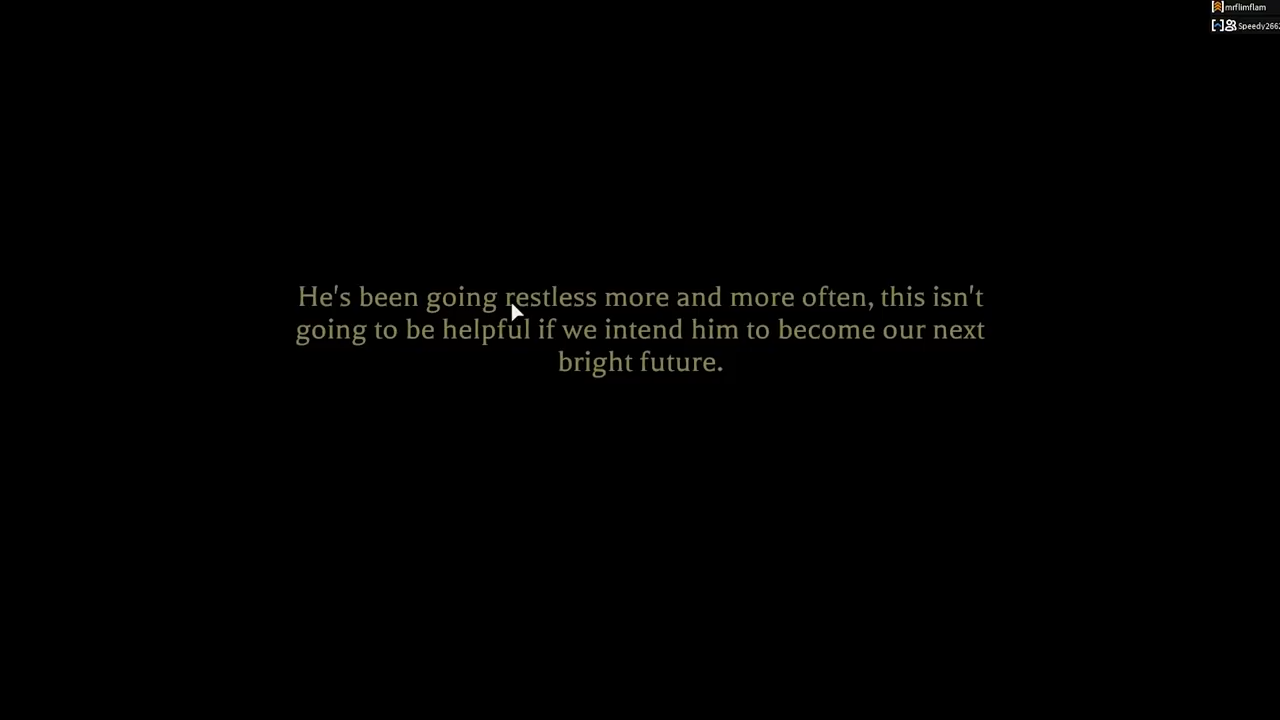 mrflimflam
Speedy266
He's been going restless more and more often, this isn't
going to be helpful if we intend him to become our next
bright future.